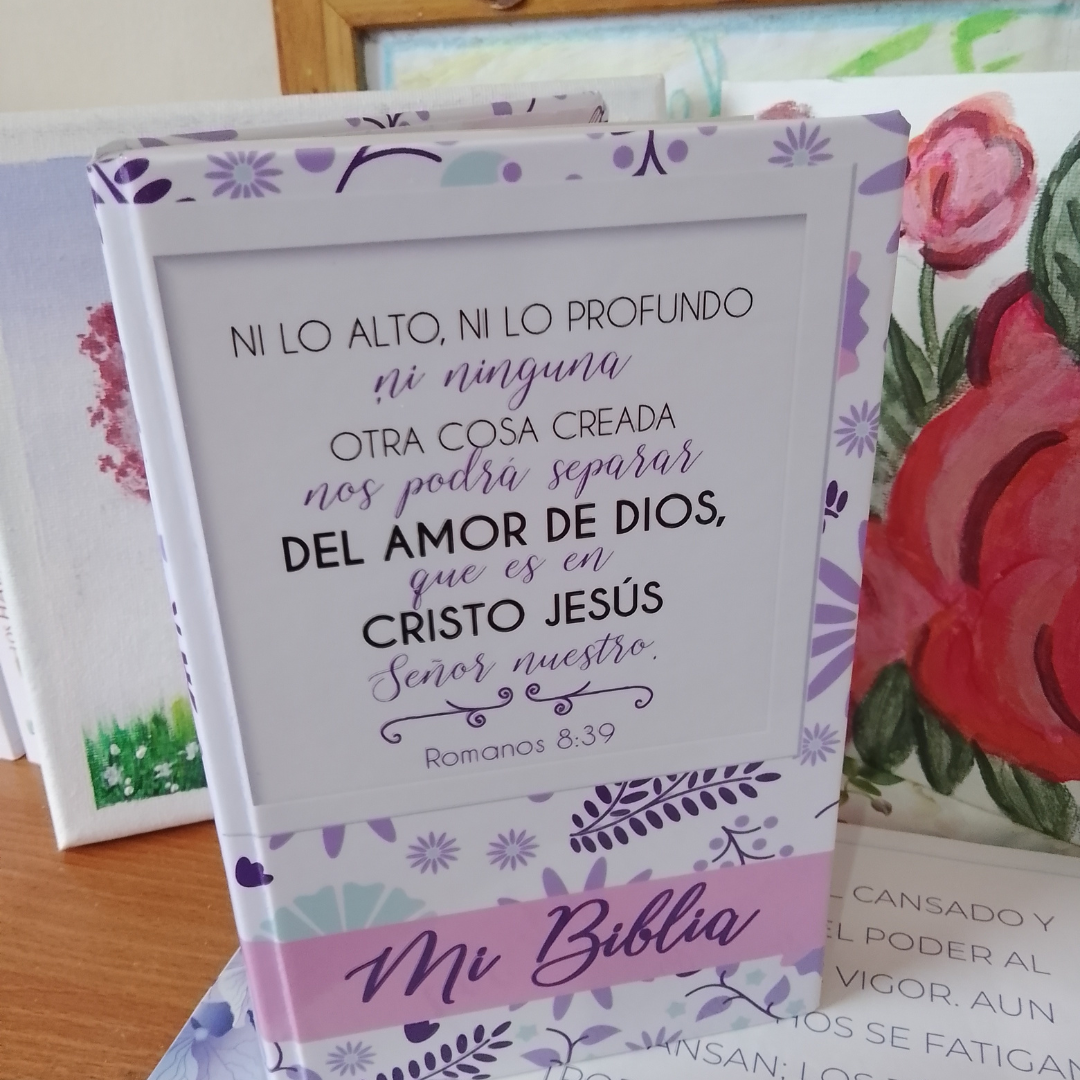 NI LO ALTO, NI LO PROFUNDO
ni ninguna
OTRA COSA CREADA
nos podrá separar
DEL AMOR DE DIOS,
que es en
CRISTO JESÚS
Señor nuestro.
Romanos 8:39
Mi Biblia
CANSADO Y
EL PODER AL
VIGOR. AUN
SE FATIGAN